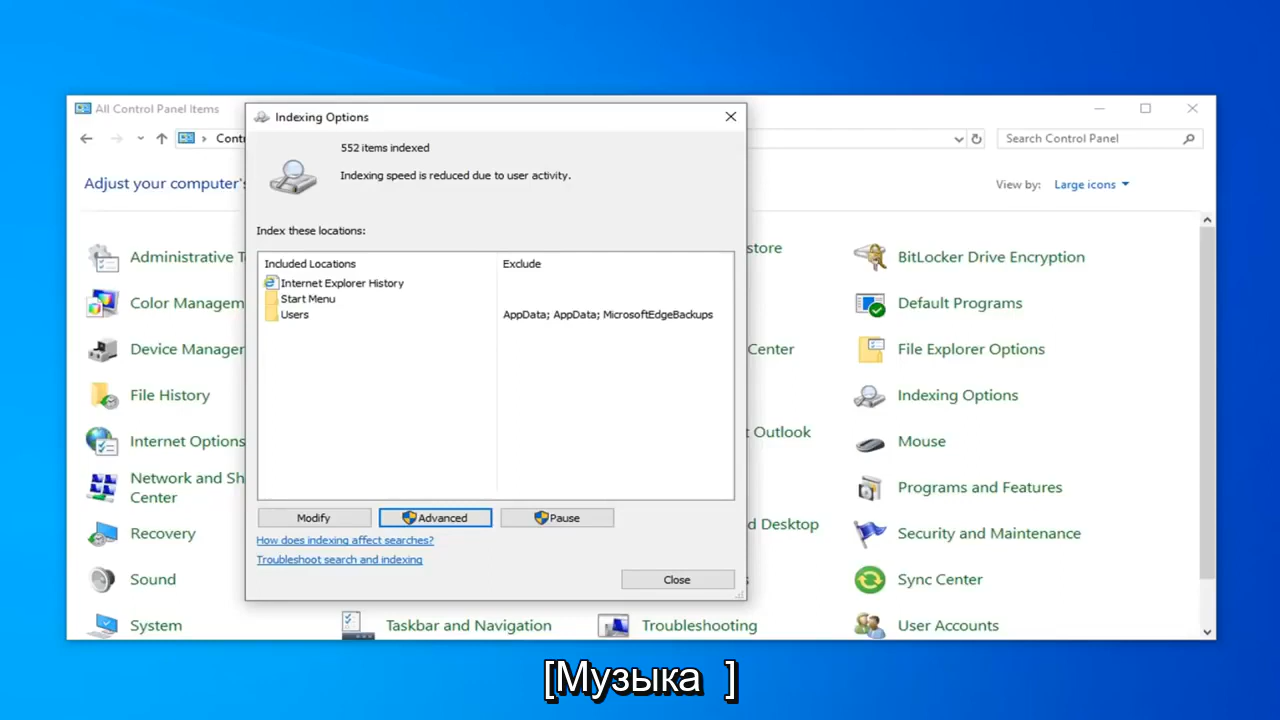 All Control Panel Items
Indexing Options
552 items indexed
Indexing speed is reduced due to user activity.
Index these locations:
Included Locations
Exclude
Internet Explorer History
Start Menu
Users
AppData; AppData; MicrosoftEdgeBackups
Modify
Advanced
Pause
How does indexing affect searches?
Troubleshoot search and indexing
Close
Contr
Search Control Panel
Adjust your computer's
View by:
Large icons
Administrative T
store
BitLocker Drive Encryption
Color Managem
Default Programs
Device Manager
Center
File Explorer Options
File History
Indexing Options
Internet Options
t Outlook
Mouse
Network and Sh
Center
Programs and Features
Recovery
d Desktop
Security and Maintenance
Sound
s
Sync Center
System
Taskbar and Navigation
Troubleshooting
User Accounts
[Музыка ]